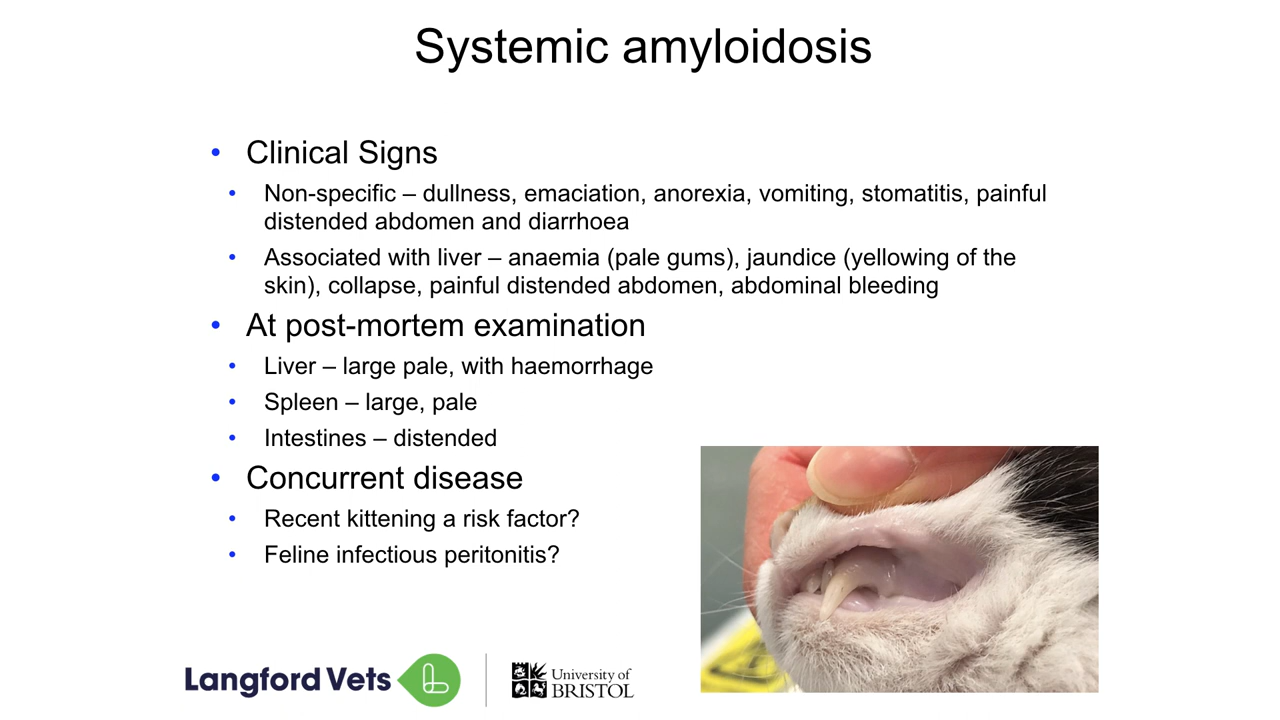 Systemic amyloidosis
• Clinical Signs
• Non-specific – dullness, emaciation, anorexia, vomiting, stomatitis, painful
distended abdomen and diarrhoea
• Associated with liver – anaemia (pale gums), jaundice (yellowing of the
skin), collapse, painful distended abdomen, abdominal bleeding
• At post-mortem examination
• Liver – large pale, with haemorrhage
• Spleen – large, pale
• Intestines – distended
• Concurrent disease
• Recent kittening a risk factor?
• Feline infectious peritonitis?
Langford Vets
University of
BRISTOL